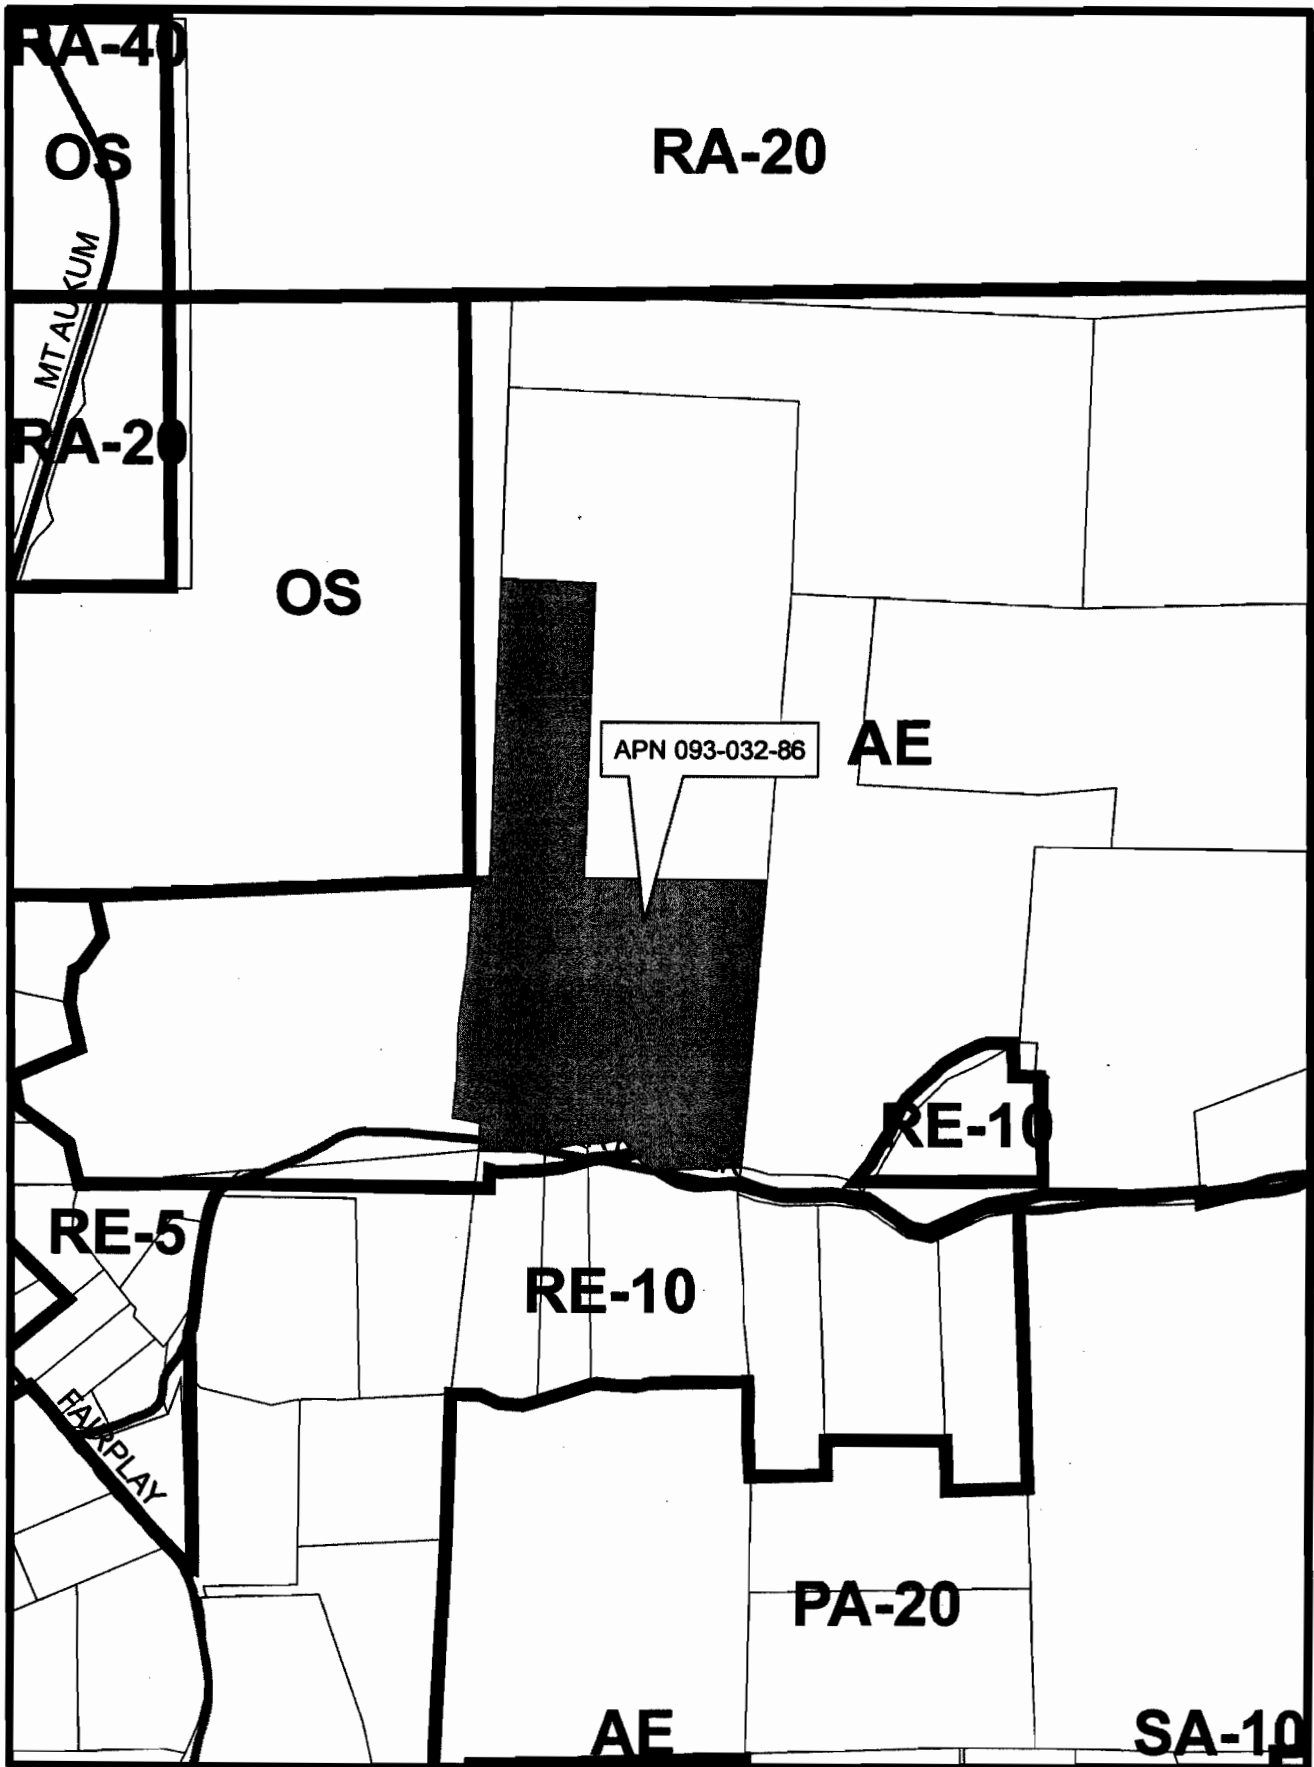 RA-40
OS
RA-20
MT AUKUM
RA-20
OS
APN 093-032-86
AE
RE-10
RE-5
RE-10
FAIRPLAY
PA-20
AE
SA-10